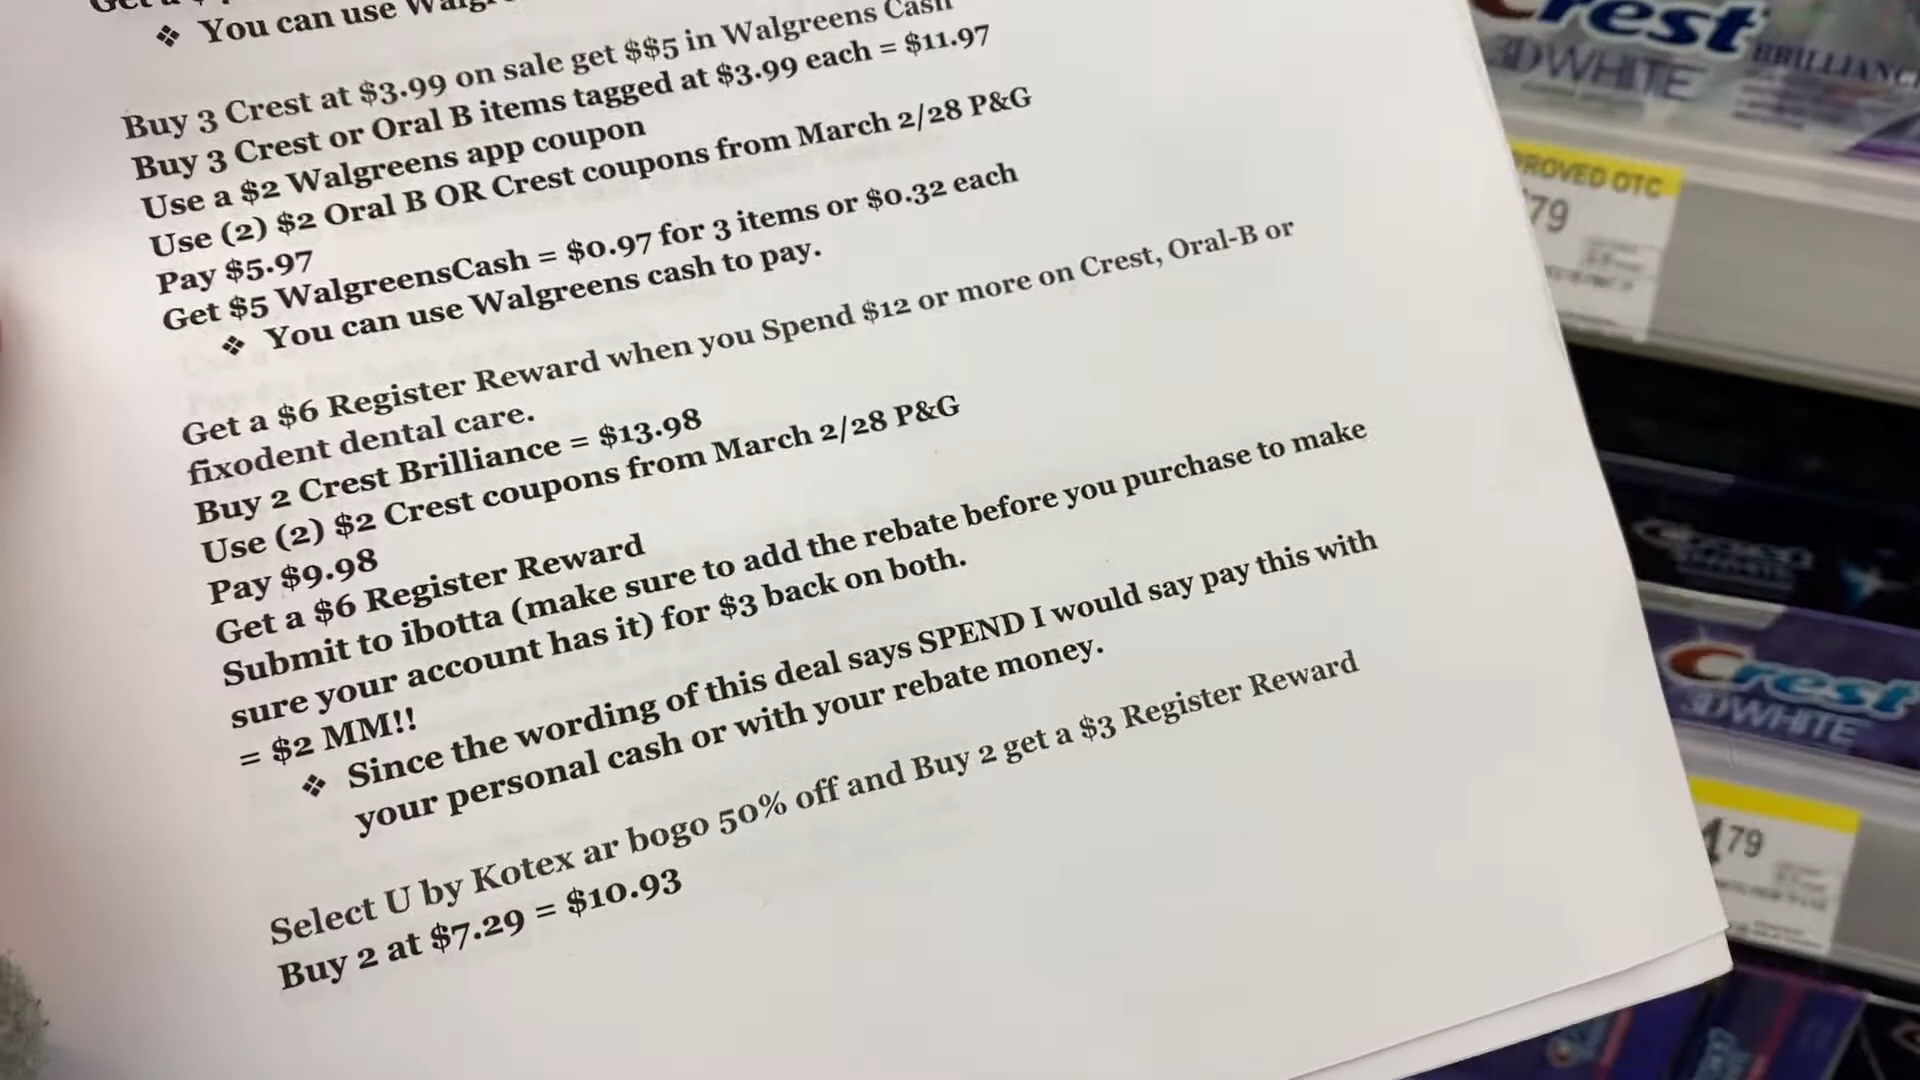 ❖ You can use
Buy 3 Crest at $3.99 on sale get $$5 in Walgreens Cash
Buy 3 Crest or Oral B items tagged at $3.99 each = $11.97
Use a $2 Walgreens app coupon
Use (2) $2 Oral B OR Crest coupons from March 2/28 P&G
Pay $5.97
Get $5 WalgreensCash = $0.97 for 3 items or $0.32 each
❖ You can use Walgreens cash to pay.
Get a $6 Register Reward when you Spend $12 or more on Crest, Oral-B or
fixodent dental care.
Buy 2 Crest Brilliance = $13.98
Use (2) $2 Crest coupons from March 2/28 P&G
Pay $9.98
Get a $6 Register Reward
Submit to ibotta (make sure to add the rebate before you purchase to make
sure your account has it) for $3 back on both.
= $2 MM!!
❖ Since the wording of this deal says SPEND I would say pay this with
your personal cash or with your rebate money.
Select U by Kotex ar bogo 50% off and Buy 2 get a $3 Register Reward
Buy 2 at $7.29 = $10.93
Crest
3DWHITE
ROVED OTC
79
Crest
3DWHITE
79